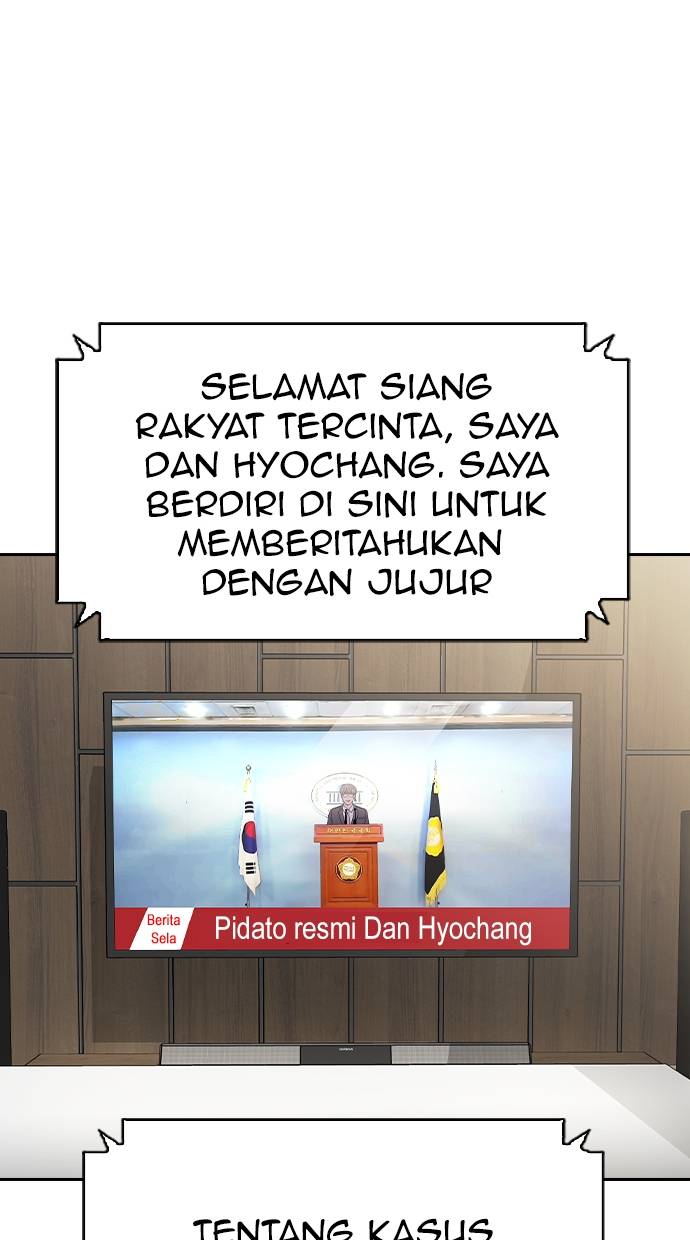 SELAMAT SIANG
RAKYAT TERCINTA, SAYA
DAN HYOCHANG. SAYA
BERDIRI DI SINI UNTUK
MEMBERITAHUKAN
DENGAN JUJUR
Berita
Sela
Pidato resmi Dan Hyochang
TENTANG KASUS